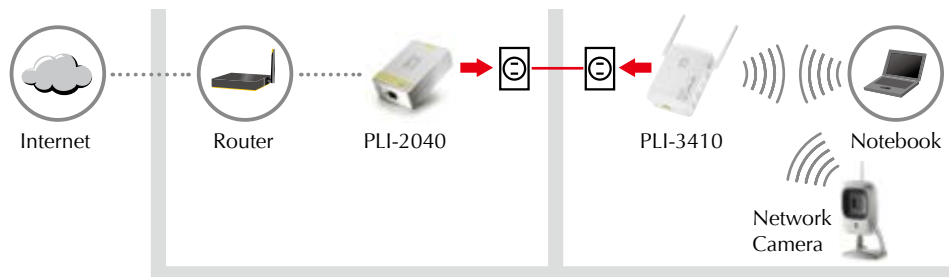 Internet
Router
PLI-2040
PLI-3410
Notebook
Network
Camera